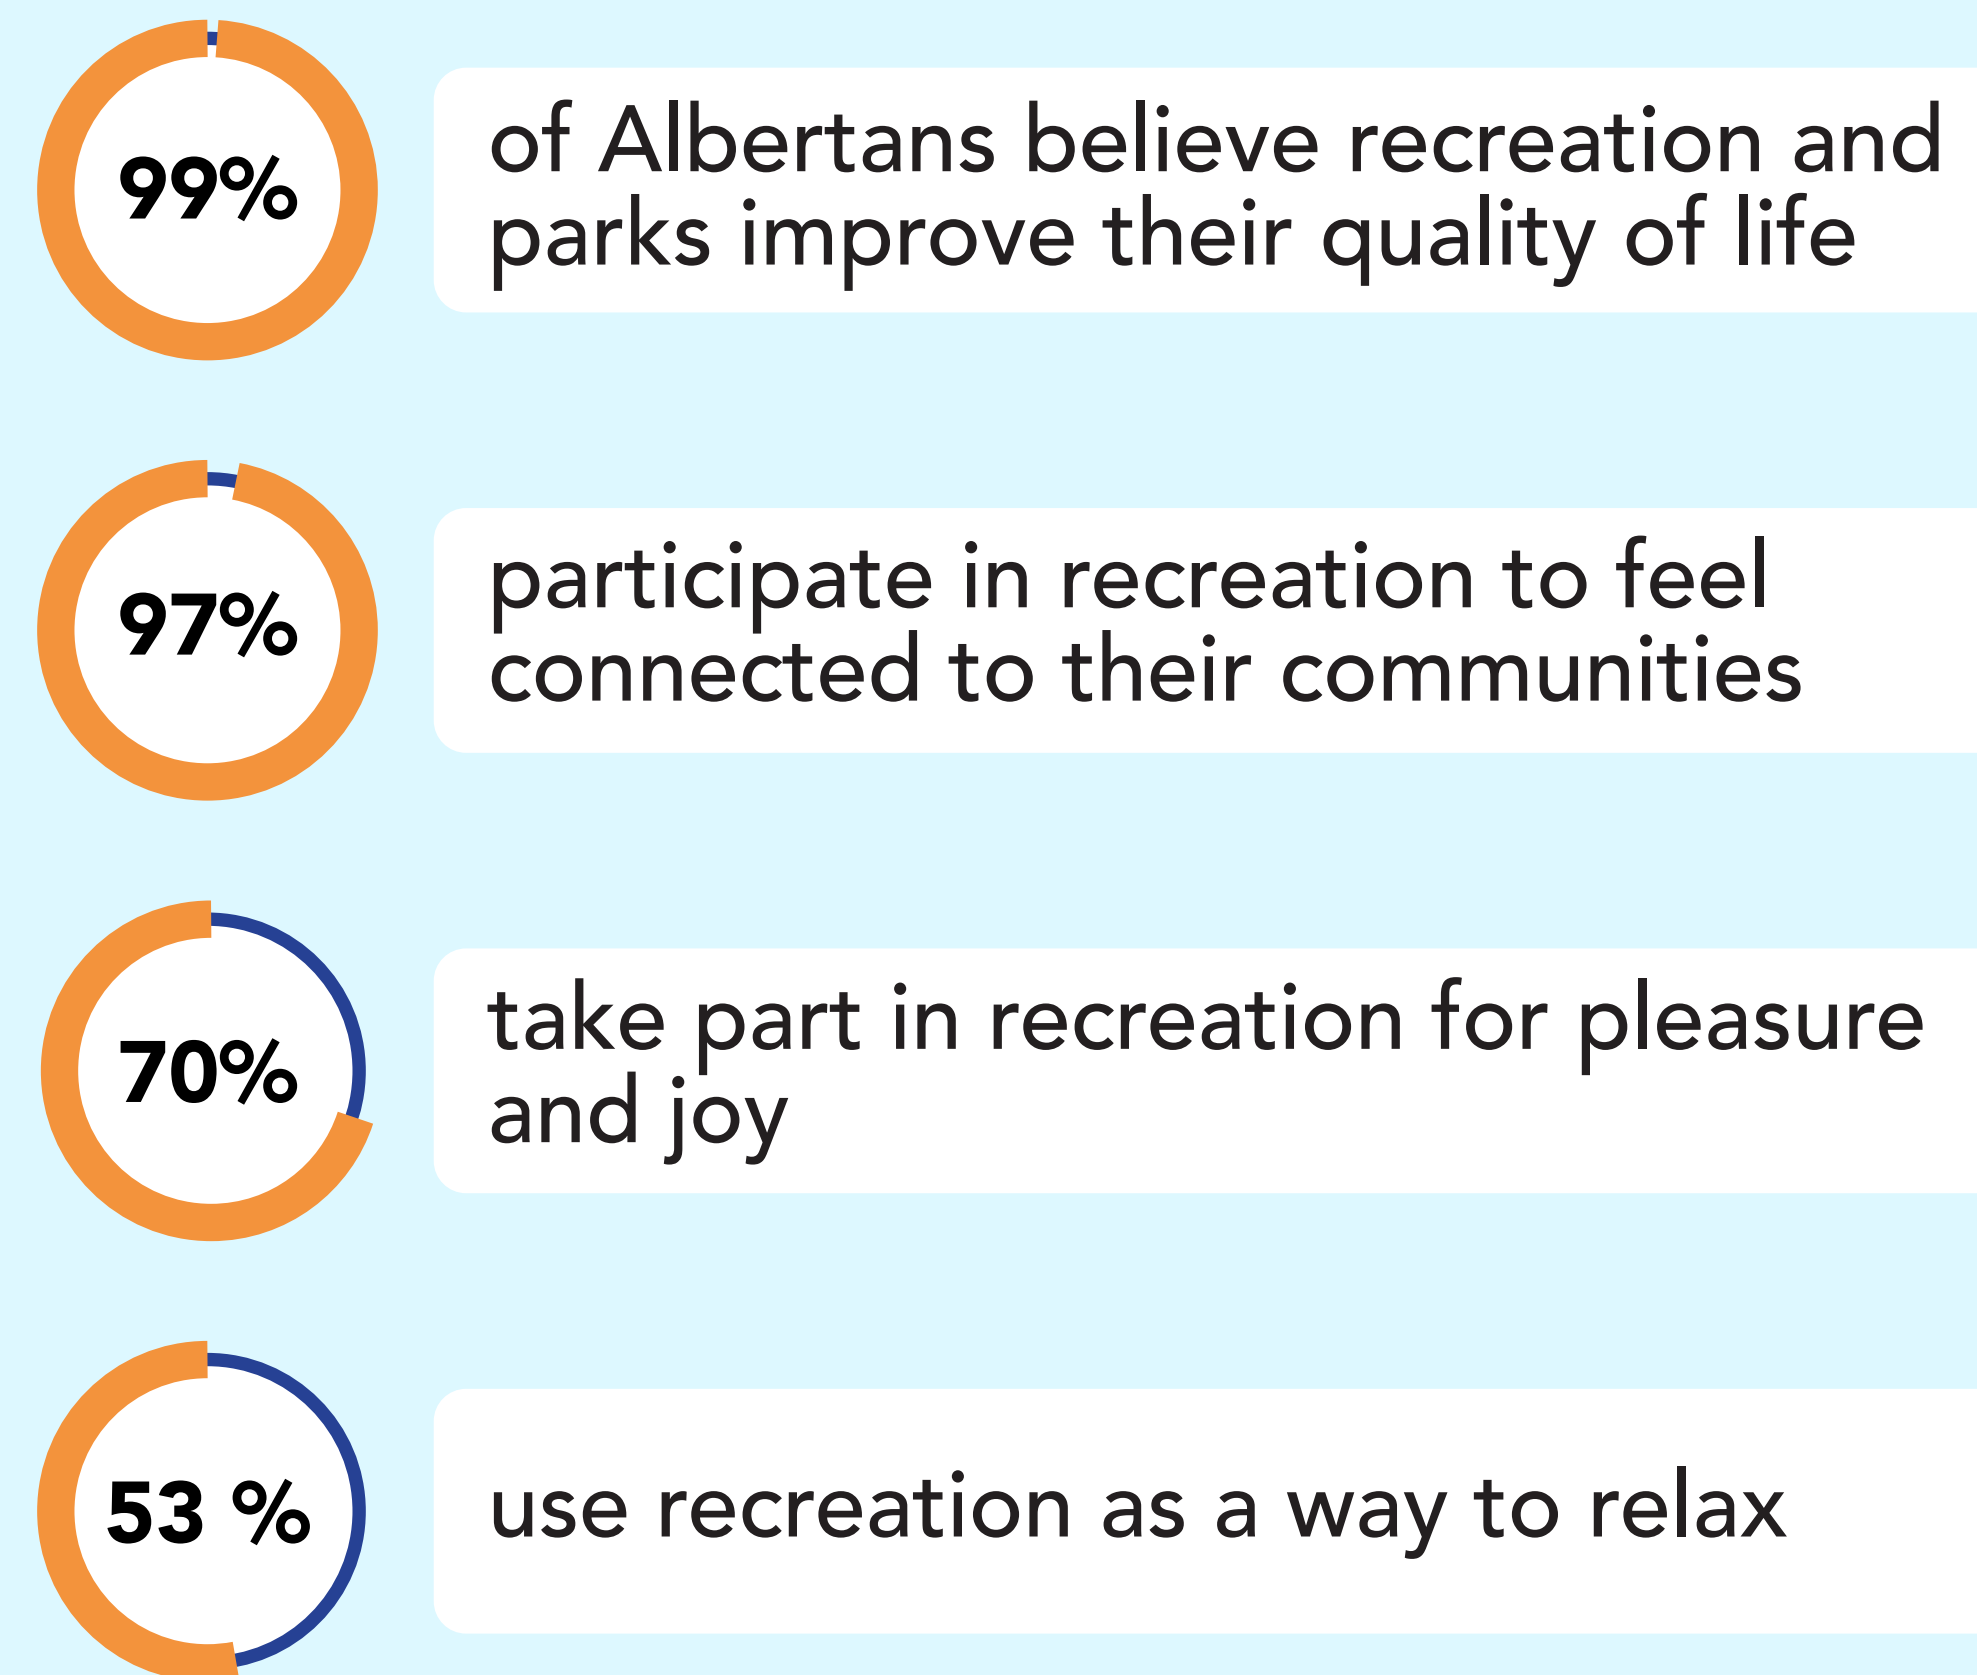 99%
of Albertans believe recreation and
parks improve their quality of life
97%
participate in recreation to feel
connected to their communities
70%
take part in recreation for pleasure
and joy
53 %
use recreation as a way to relax